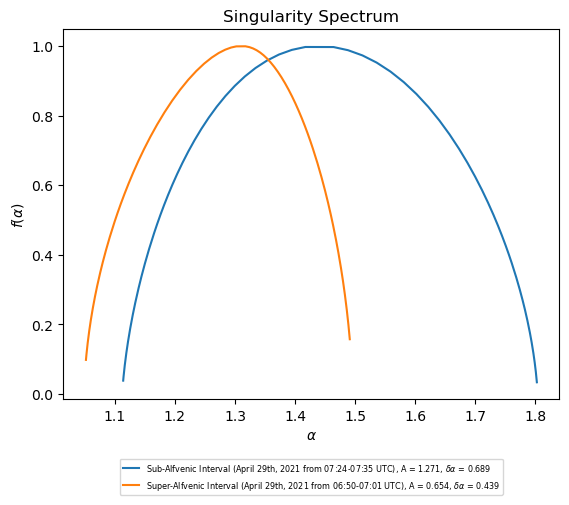 Singularity Spectrum
1.0
0.8
0.6
0.4
0.2
0.0
f(α)
1.1 1.2 1.3 1.4 1.5 1.6 1.7 1.8
α
Sub-Alfvenic Interval (April 29th, 2021 from 07:24-07:35 UTC), A = 1.271, δα = 0.689
Super-Alfvenic Interval (April 29th, 2021 from 06:50-07:01 UTC), A = 0.654, δα = 0.439